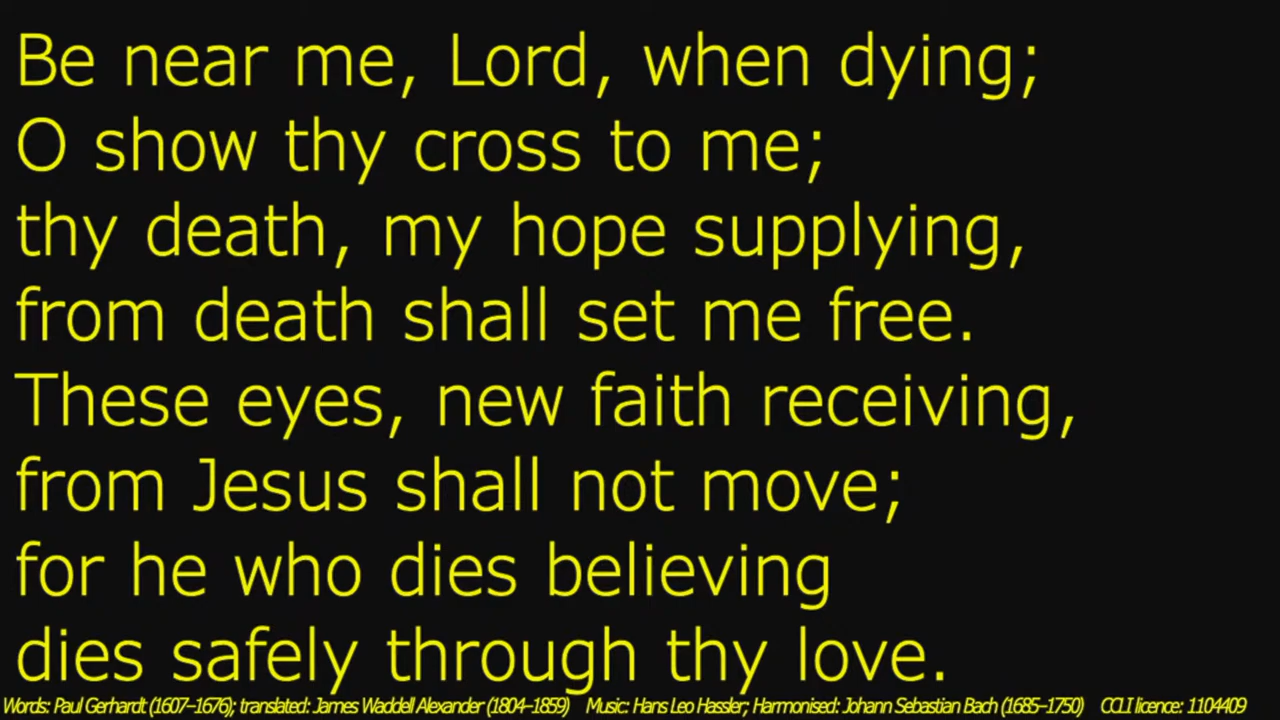 Be near me, Lord, when dying;
O show thy cross to me;
thy death, my hope supplying,
from death shall set me free.
These eyes, new faith receiving,
from Jesus shall not move;
for he who dies believing
dies safely through thy love.
Words: Paul Gerhardt (1607–1676); translated: James Waddell Alexander (1804–1859) Music: Hans Leo Hassler; Harmonised: Johann Sebastian Bach (1685–1750) CCLI licence: 1104409